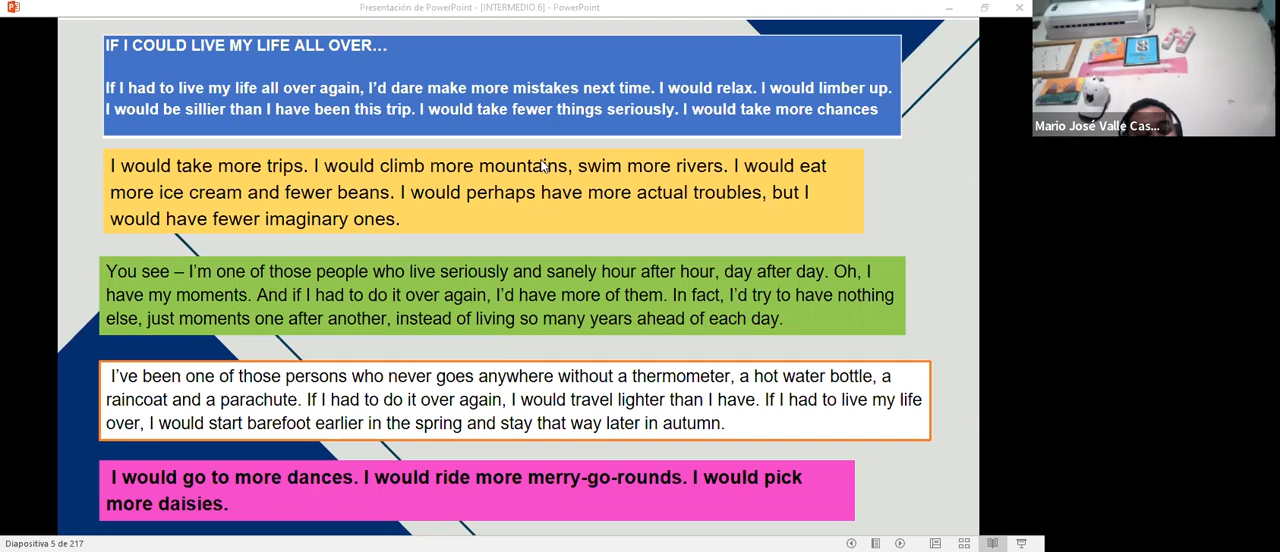 Presentación de PowerPoint - [INTERMEDIO 6] - PowerPoint
IF I COULD LIVE MY LIFE ALL OVER…
If I had to live my life all over again, I’d dare make more mistakes next time. I would relax. I would limber up.
I would be sillier than I have been this trip. I would take fewer things seriously. I would take more chances
I would take more trips. I would climb more mountains, swim more rivers. I would eat
more ice cream and fewer beans. I would perhaps have more actual troubles, but I
would have fewer imaginary ones.
You see – I’m one of those people who live seriously and sanely hour after hour, day after day. Oh, I
have my moments. And if I had to do it over again, I’d have more of them. In fact, I’d try to have nothing
else, just moments one after another, instead of living so many years ahead of each day.
I’ve been one of those persons who never goes anywhere without a thermometer, a hot water bottle, a
raincoat and a parachute. If I had to do it over again, I would travel lighter than I have. If I had to live my life
over, I would start barefoot earlier in the spring and stay that way later in autumn.
I would go to more dances. I would ride more merry-go-rounds. I would pick
more daisies.
Mario José Valle Cas...
Diapositiva 5 de 217